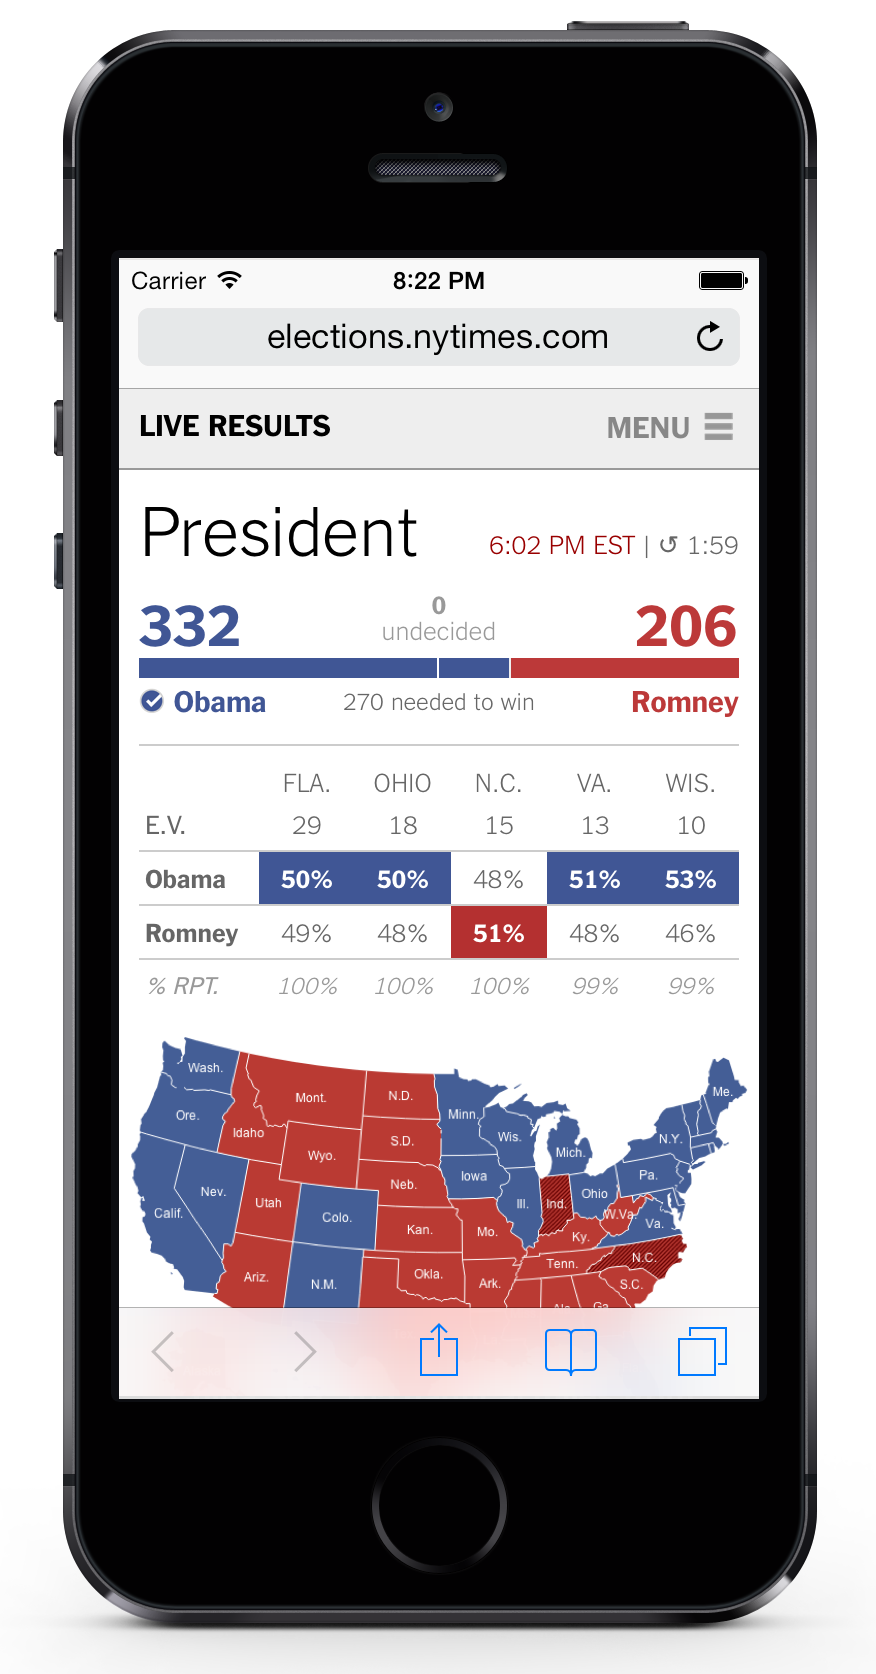 Carrier 8:22 PM
elections.nytimes.com
LIVE RESULTS MENU
President 6:02 PM EST | ↺ 1:59
332 0 206
undecided
Obama 270 needed to win Romney
FLA. OHIO N.C. VA. WIS.
E.V. 29 18 15 13 10
Obama 50% 50% 48% 51% 53%
Romney 49% 48% 51% 48% 46%
% RPT. 100% 100% 100% 99% 99%
Wash. Mont. N.D. Minn. Me.
Ore. Idaho S.D. Wis. Mich. N.Y.
Wyo. Neb. Iowa Pa.
Nev. Utah Ill. Ind. Ohio
Calif. Colo. Kan. Mo. Ky. W.Va. Va.
Ariz. N.M. Okla. Ark. Tenn. N.C.
S.C.
Ga.